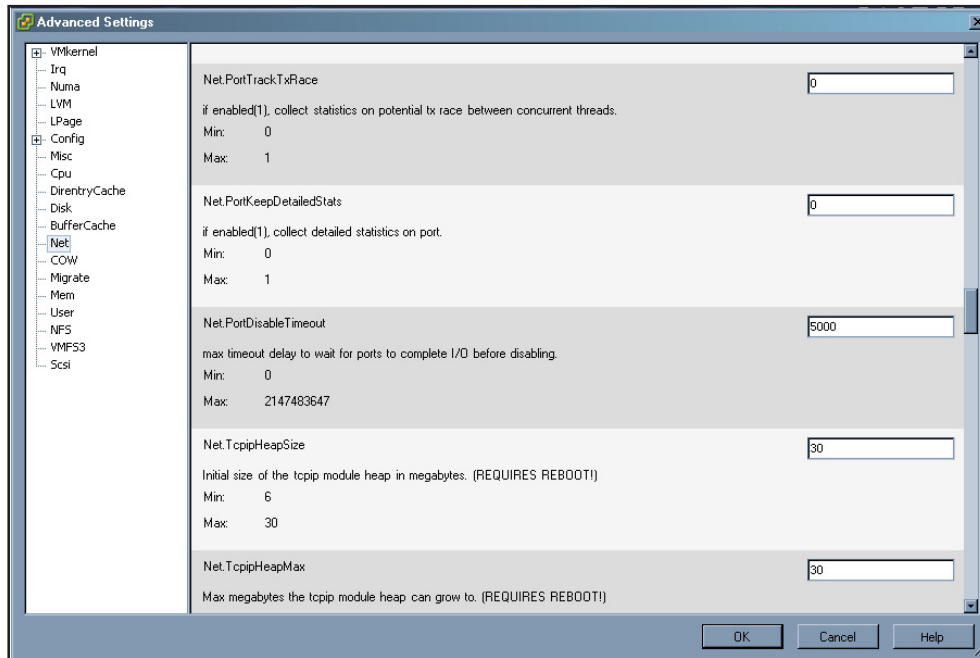 Advanced Settings
VMkernel
Irq
Numa
LVM
LPage
Config
Misc
Cpu
DirentryCache
Disk
BufferCache
Net
COW
Migrate
Mem
User
NFS
VMFS3
Scsi
Net.PortTrackTxRace
0
if enabled(1), collect statistics on potential tx race between concurrent threads.
Min: 0
Max: 1
Net.PortKeepDetailedStats
0
if enabled(1), collect detailed statistics on port.
Min: 0
Max: 1
Net.PortDisableTimeout
5000
max timeout delay to wait for ports to complete I/O before disabling.
Min: 0
Max: 2147483647
Net.TcpipHeapSize
30
Initial size of the tcpip module heap in megabytes. (REQUIRES REBOOT!)
Min: 6
Max: 30
Net.TcpipHeapMax
30
Max megabytes the tcpip module heap can grow to. (REQUIRES REBOOT!)
OK
Cancel
Help